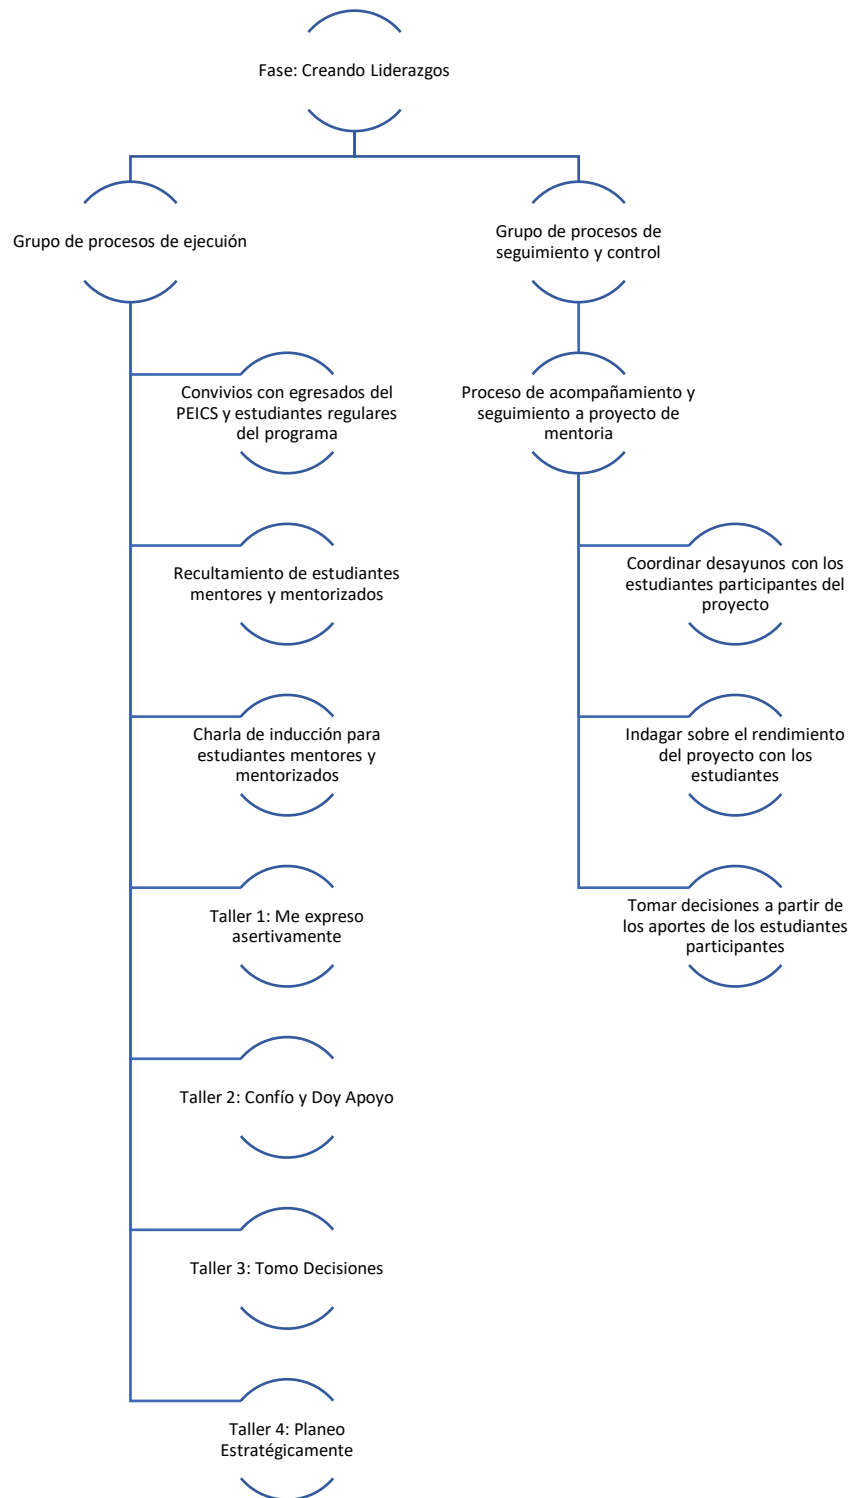 Fase: Creando Liderazgos
Grupo de procesos de ejecuión
Convivios con egresados del
PEICS y estudiantes regulares
del programa
Recultamiento de estudiantes
mentores y mentorizados
Charla de inducción para
estudiantes mentores y
mentorizados
Taller 1: Me expreso
asertivamente
Taller 2: Confío y Doy Apoyo
Taller 3: Tomo Decisiones
Taller 4: Planeo
Estratégicamente
Grupo de procesos de
seguimiento y control
Proceso de acompañamiento y
seguimiento a proyecto de
mentoria
Coordinar desayunos con los
estudiantes participantes del
proyecto
Indagar sobre el rendimiento
del proyecto con los
estudiantes
Tomar decisiones a partir de
los aportes de los estudiantes
participantes